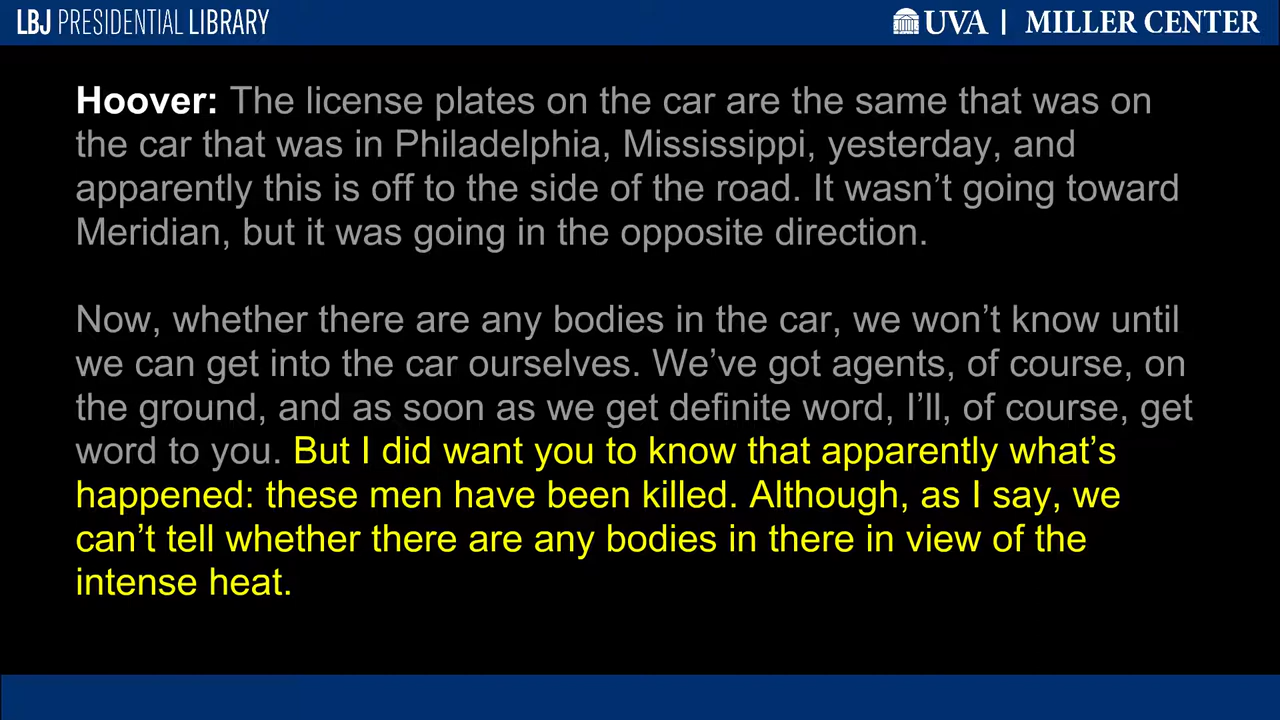 LBJ PRESIDENTIAL LIBRARY
UVA | MILLER CENTER
Hoover: The license plates on the car are the same that was on
the car that was in Philadelphia, Mississippi, yesterday, and
apparently this is off to the side of the road. It wasn’t going toward
Meridian, but it was going in the opposite direction.
Now, whether there are any bodies in the car, we won’t know until
we can get into the car ourselves. We’ve got agents, of course, on
the ground, and as soon as we get definite word, I’ll, of course, get
word to you. But I did want you to know that apparently what’s
happened: these men have been killed. Although, as I say, we
can’t tell whether there are any bodies in there in view of the
intense heat.